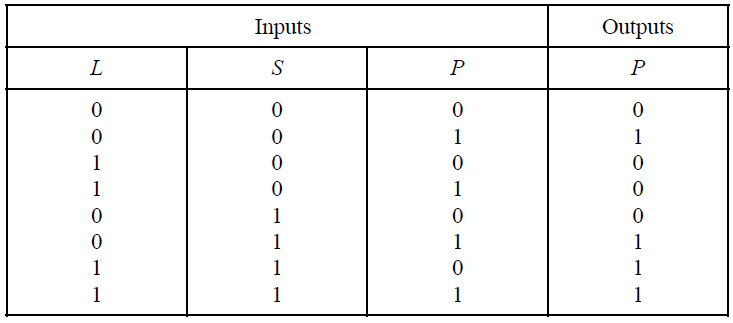 Inputs Outputs
L S P P
0 0 0 0
0 0 1 1
1 0 0 0
1 0 1 0
0 1 0 0
0 1 1 1
1 1 0 1
1 1 1 1